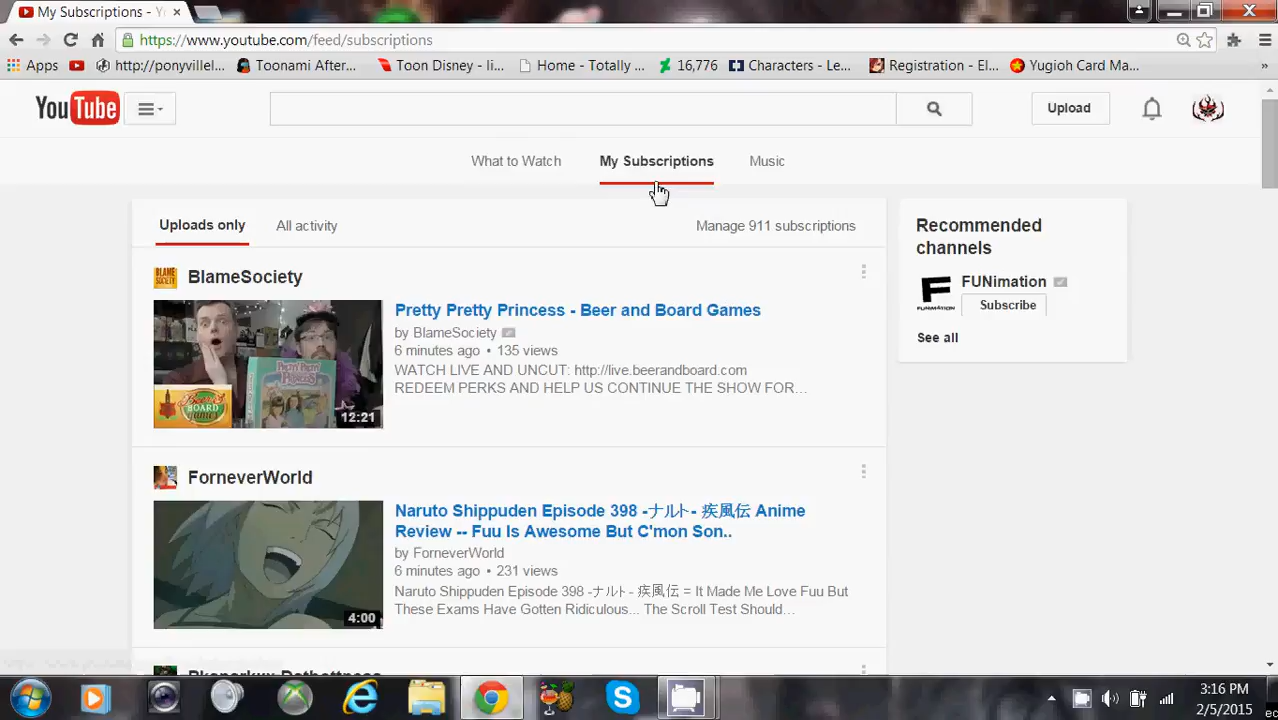 My Subscriptions - Y
https://www.youtube.com/feed/subscriptions
Apps http://ponyvillel... Toonami After... Toon Disney - li... Home - Totally ... 16,776 Characters - Le... Registration - El... Yugioh Card Ma... »
YouTube Upload
What to Watch My Subscriptions Music
Uploads only All activity Manage 911 subscriptions
BlameSociety
Pretty Pretty Princess - Beer and Board Games
by BlameSociety
6 minutes ago • 135 views
WATCH LIVE AND UNCUT: http://live.beerandboard.com
REDEEM PERKS AND HELP US CONTINUE THE SHOW FOR...
12:21
ForneverWorld
Naruto Shippuden Episode 398 -ナルト- 疾風伝 Anime
Review -- Fuu Is Awesome But C'mon Son..
by ForneverWorld
6 minutes ago • 231 views
Naruto Shippuden Episode 398 -ナルト- 疾風伝 = It Made Me Love Fuu But
These Exams Have Gotten Ridiculous... The Scroll Test Should...
4:00
Recommended
channels
FUNimation
Subscribe
See all
3:16 PM
2/5/2015